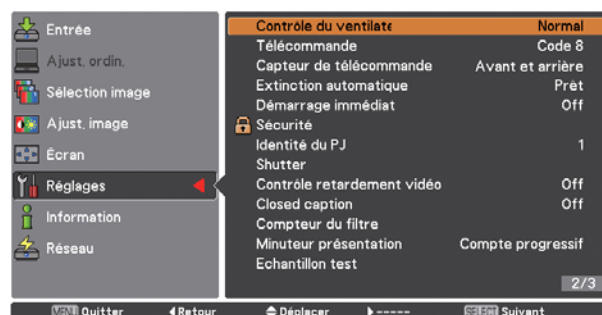 Entrée
Ajust. ordin.
Sélection image
Ajust. image
Écran
Réglages
Information
Réseau
Contrôle du ventilate Normal
Télécommande Code 8
Capteur de télécommande Avant et arrière
Extinction automatique Prèt
Démarrage immédiat Off
Sécurité
Identité du PJ 1
Shutter
Contrôle retardement vidéo Off
Closed caption Off
Compteur du filtre
Minuteur présentation Compte progressif
Echantillon test
2/3
MENU Quitter Retour Déplacer ----- SELECT Suivant